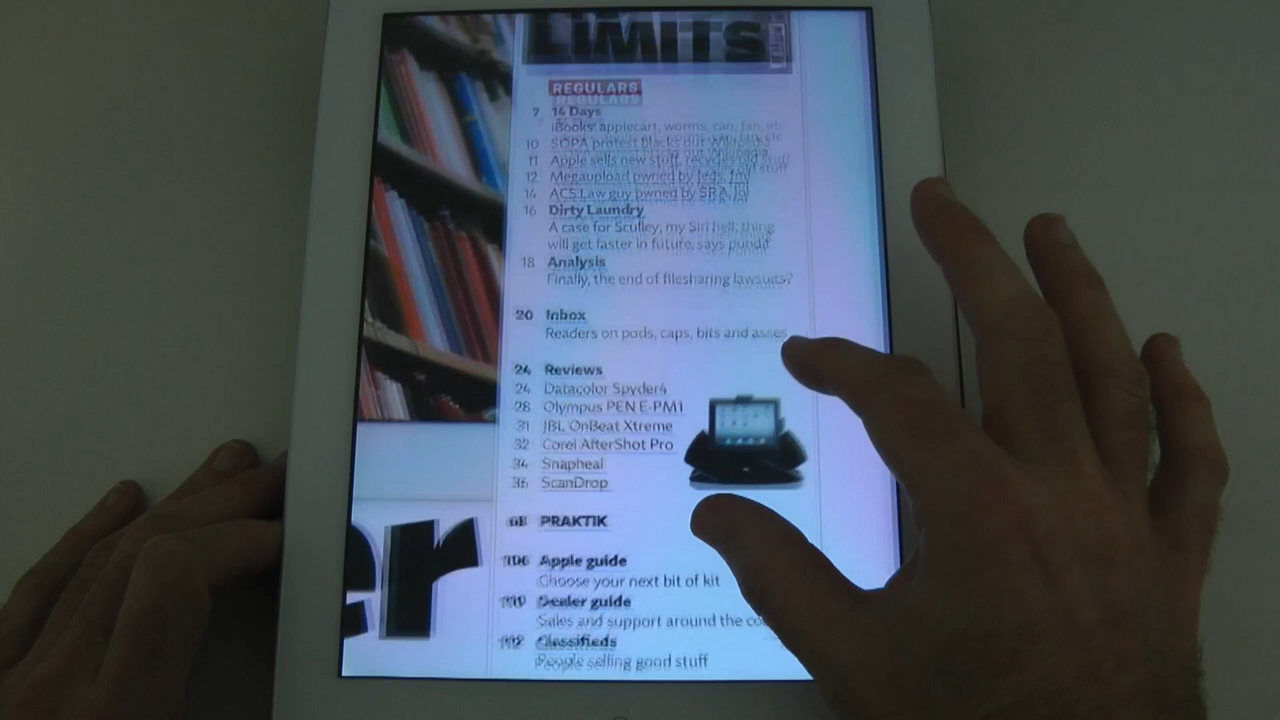 LiMiTS
REGULARS
7 14 Days
iBooks: applecart, worms, can, fan, etc
10 SOPA protest blacks out Wikipedia
11 Apple sells new stuff, recycles old stuff
12 Megaupload pwned by feds, fml
14 ACS:Law guy pwned by SRA, lol
16 Dirty Laundry
A case for Sculley; my Siri hell; thing
will get faster in future, says pundit
18 Analysis
Finally, the end of filesharing lawsuits?
20 Inbox
Readers on pods, caps, bits and asses
24 Reviews
24 Datacolor Spyder4
28 Olympus PEN E-PM1
31 JBL OnBeat Xtreme
32 Corel AfterShot Pro
34 Snapheal
36 ScanDrop
68 PRAKTIK
106 Apple guide
Choose your next bit of kit
110 Dealer guide
Sales and support around the
112 Classifieds
People selling good stuff
er